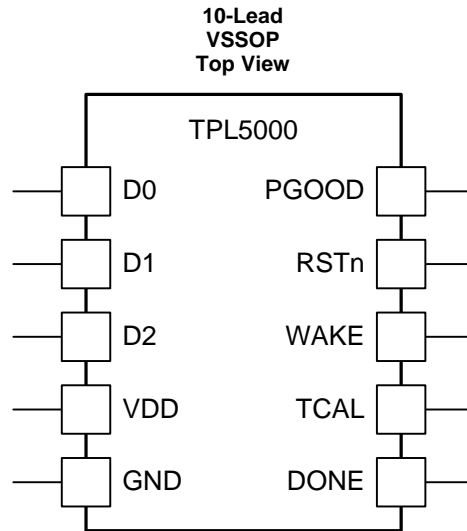 10-Lead
VSSOP
Top View
TPL5000
D0 PGOOD
D1 RSTn
D2 WAKE
VDD TCAL
GND DONE